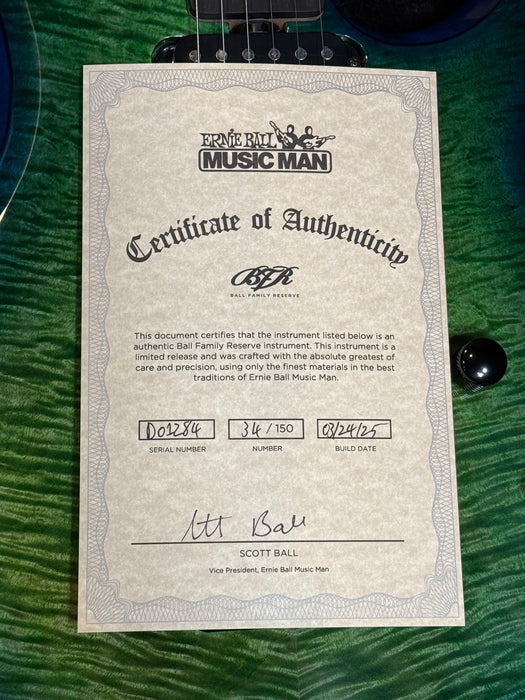 ERNIE BALL
MUSIC MAN
Certificate of Authenticity
BFR
BALL FAMILY RESERVE
This document certifies that the instrument listed below is an
authentic Ball Family Reserve instrument. This instrument is a
limited release and was crafted with the absolute greatest of
care and precision, using only the finest materials in the best
traditions of Ernie Ball Music Man.
D01284 34 / 150 03/24/25
SERIAL NUMBER NUMBER BUILD DATE
Scott Ball
SCOTT BALL
Vice President, Ernie Ball Music Man